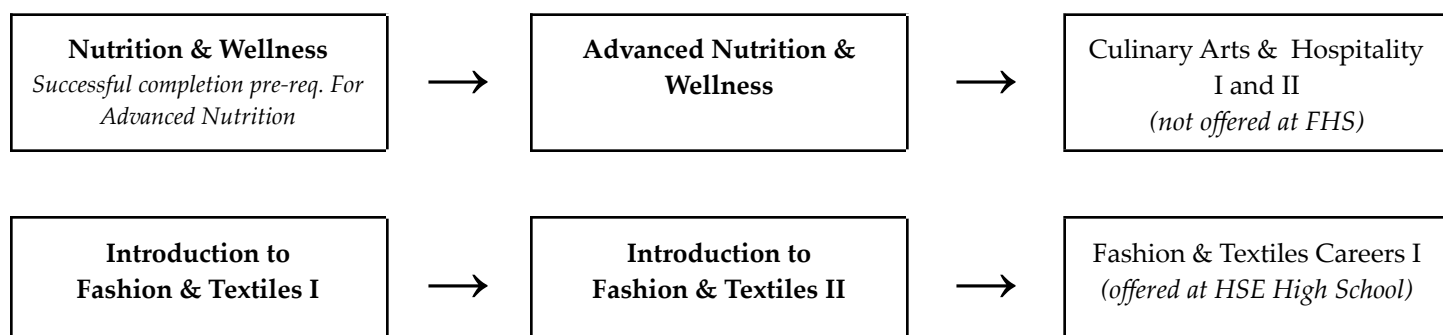 Nutrition & Wellness
Successful completion pre-req. For
Advanced Nutrition
Advanced Nutrition &
Wellness
Culinary Arts & Hospitality
I and II
(not offered at FHS)
Introduction to
Fashion & Textiles I
Introduction to
Fashion & Textiles II
Fashion & Textiles Careers I
(offered at HSE High School)